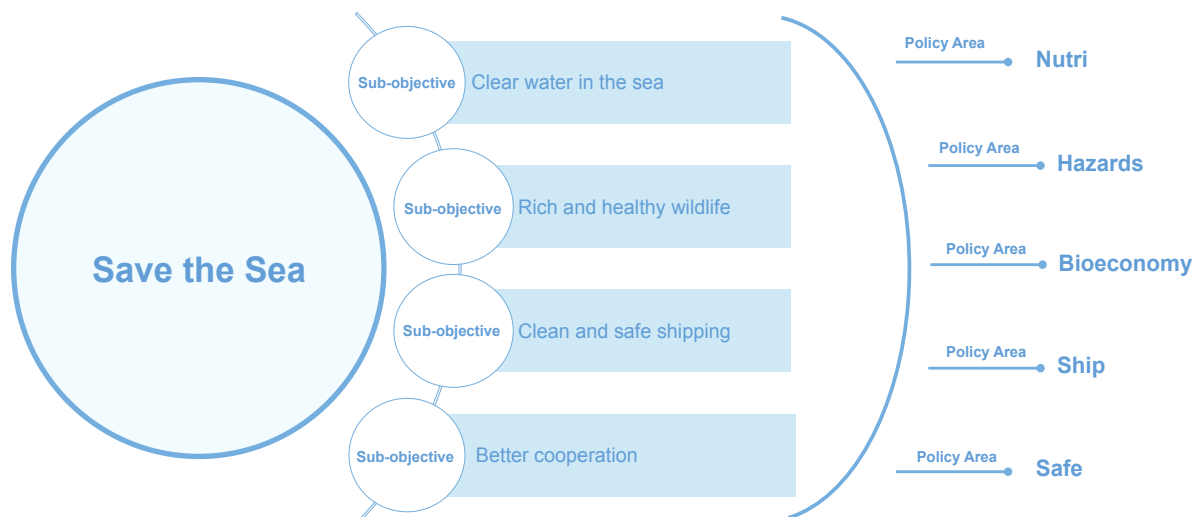 Save the Sea
Sub-objective
Clear water in the sea
Sub-objective
Rich and healthy wildlife
Sub-objective
Clean and safe shipping
Sub-objective
Better cooperation
Policy Area
Nutri
Policy Area
Hazards
Policy Area
Bioeconomy
Policy Area
Ship
Policy Area
Safe